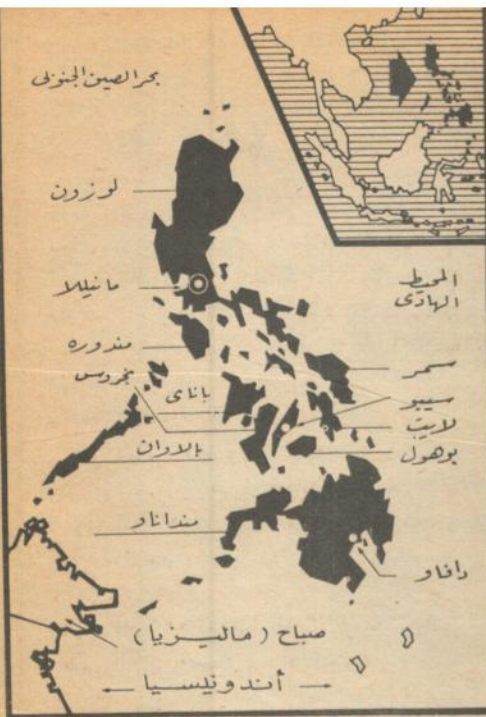 بحر الصين الجنوبى
لوزون
مانيلا
المحيط
الهادى
مندوره
نجروس
باناى
سمر
سيبو
لايت
بوهول
بالاوان
منداناو
دافاو
صباح (ماليزيا)
أندونيسيا